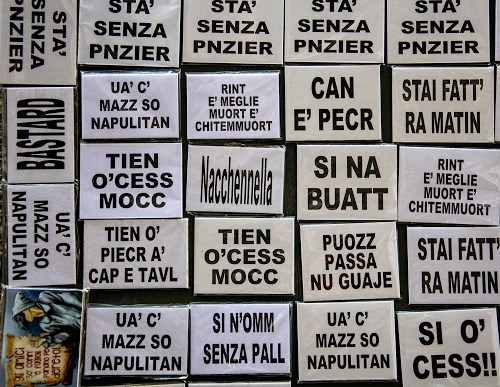 STA'
SENZA
PNZIER
STA'
SENZA
PNZIER
STA'
SENZA
PNZIER
STA'
SENZA
PNZIER
STA'
SENZA
PNZIER
BASTARD
UA' C'
MAZZ SO
NAPULITAN
RINT
E' MEGLIE
MUORT E'
CHITEMMUORT
CAN
E' PECR
STAI FATT'
RA MATIN
TIEN
O'CESS
MOCC
Nacchennella
SI NA
BUATT
RINT
E' MEGLIE
MUORT E'
CHITEMMUORT
UA' C'
MAZZ SO
NAPULITAN
TIEN O'
PIECR A'
CAP E TAVL
TIEN
O'CESS
MOCC
PUOZZ
PASSA
NU GUAJE
STAI FATT'
RA MATIN
UA' C'
MAZZ SO
NAPULITAN
SI N'OMM
SENZA PALL
UA' C'
MAZZ SO
NAPULITAN
SI O'
CESS!!